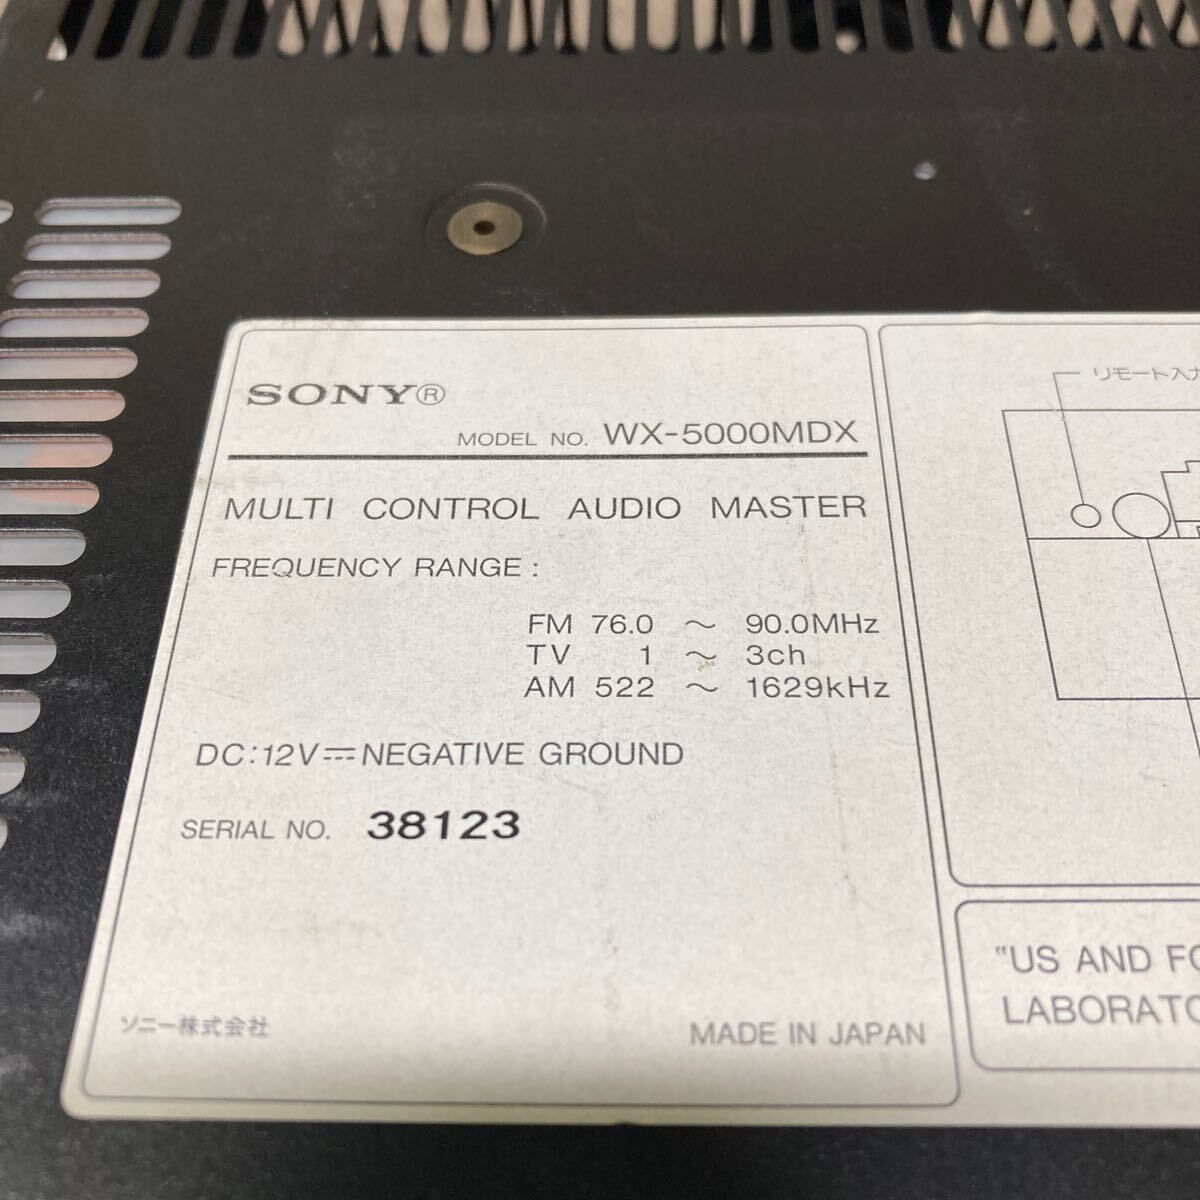 SONY®
MODEL NO. WX-5000MDX
MULTI CONTROL AUDIO MASTER
FREQUENCY RANGE :
FM 76.0 ～ 90.0MHz
TV 1 ～ 3ch
AM 522 ～ 1629kHz
DC:12V⎓NEGATIVE GROUND
SERIAL NO. 38123
ソニー株式会社
MADE IN JAPAN
リモート入力
"US AND